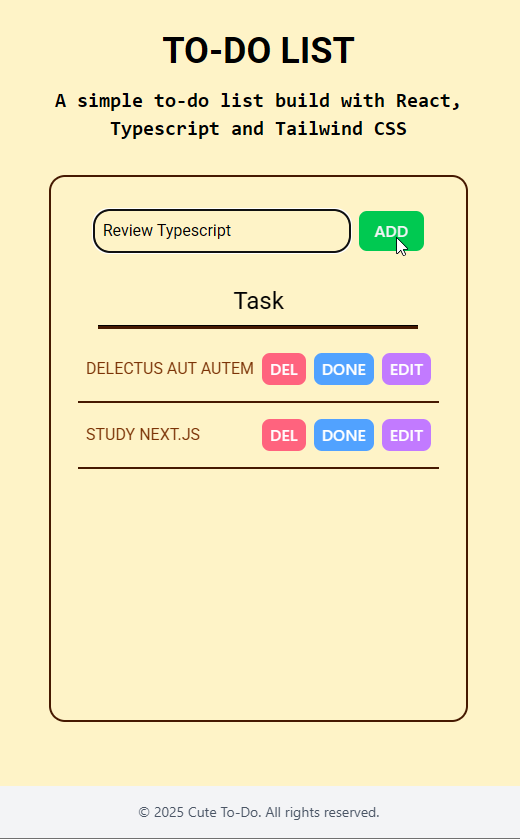 TO-DO LIST
A simple to-do list build with React,
Typescript and Tailwind CSS
Review Typescript ADD
Task
DELECTUS AUT AUTEM DEL DONE EDIT
STUDY NEXT.JS DEL DONE EDIT
© 2025 Cute To-Do. All rights reserved.